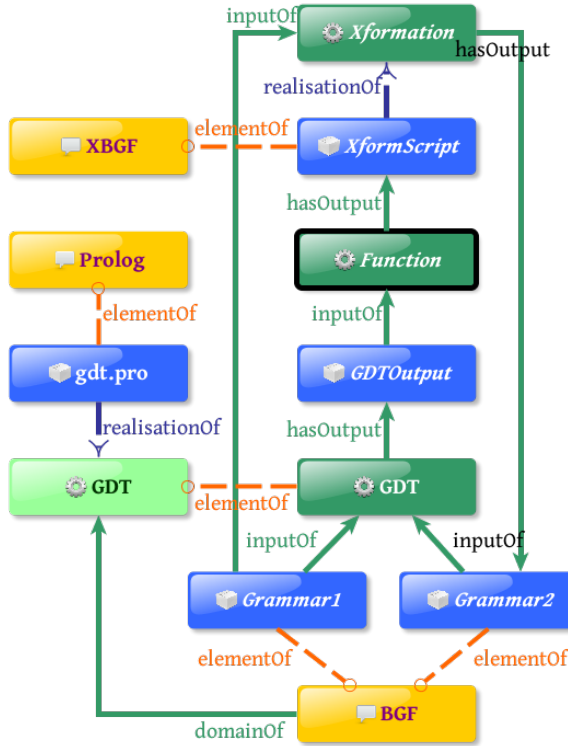 inputOf
Xformation
hasOutput
realisationOf
XBGF
elementOf
XformScript
hasOutput
Prolog
Function
elementOf
inputOf
gdt.pro
GDTOutput
realisationOf
hasOutput
GDT
elementOf
GDT
inputOf
inputOf
Grammar1
Grammar2
elementOf
elementOf
BGF
domainOf